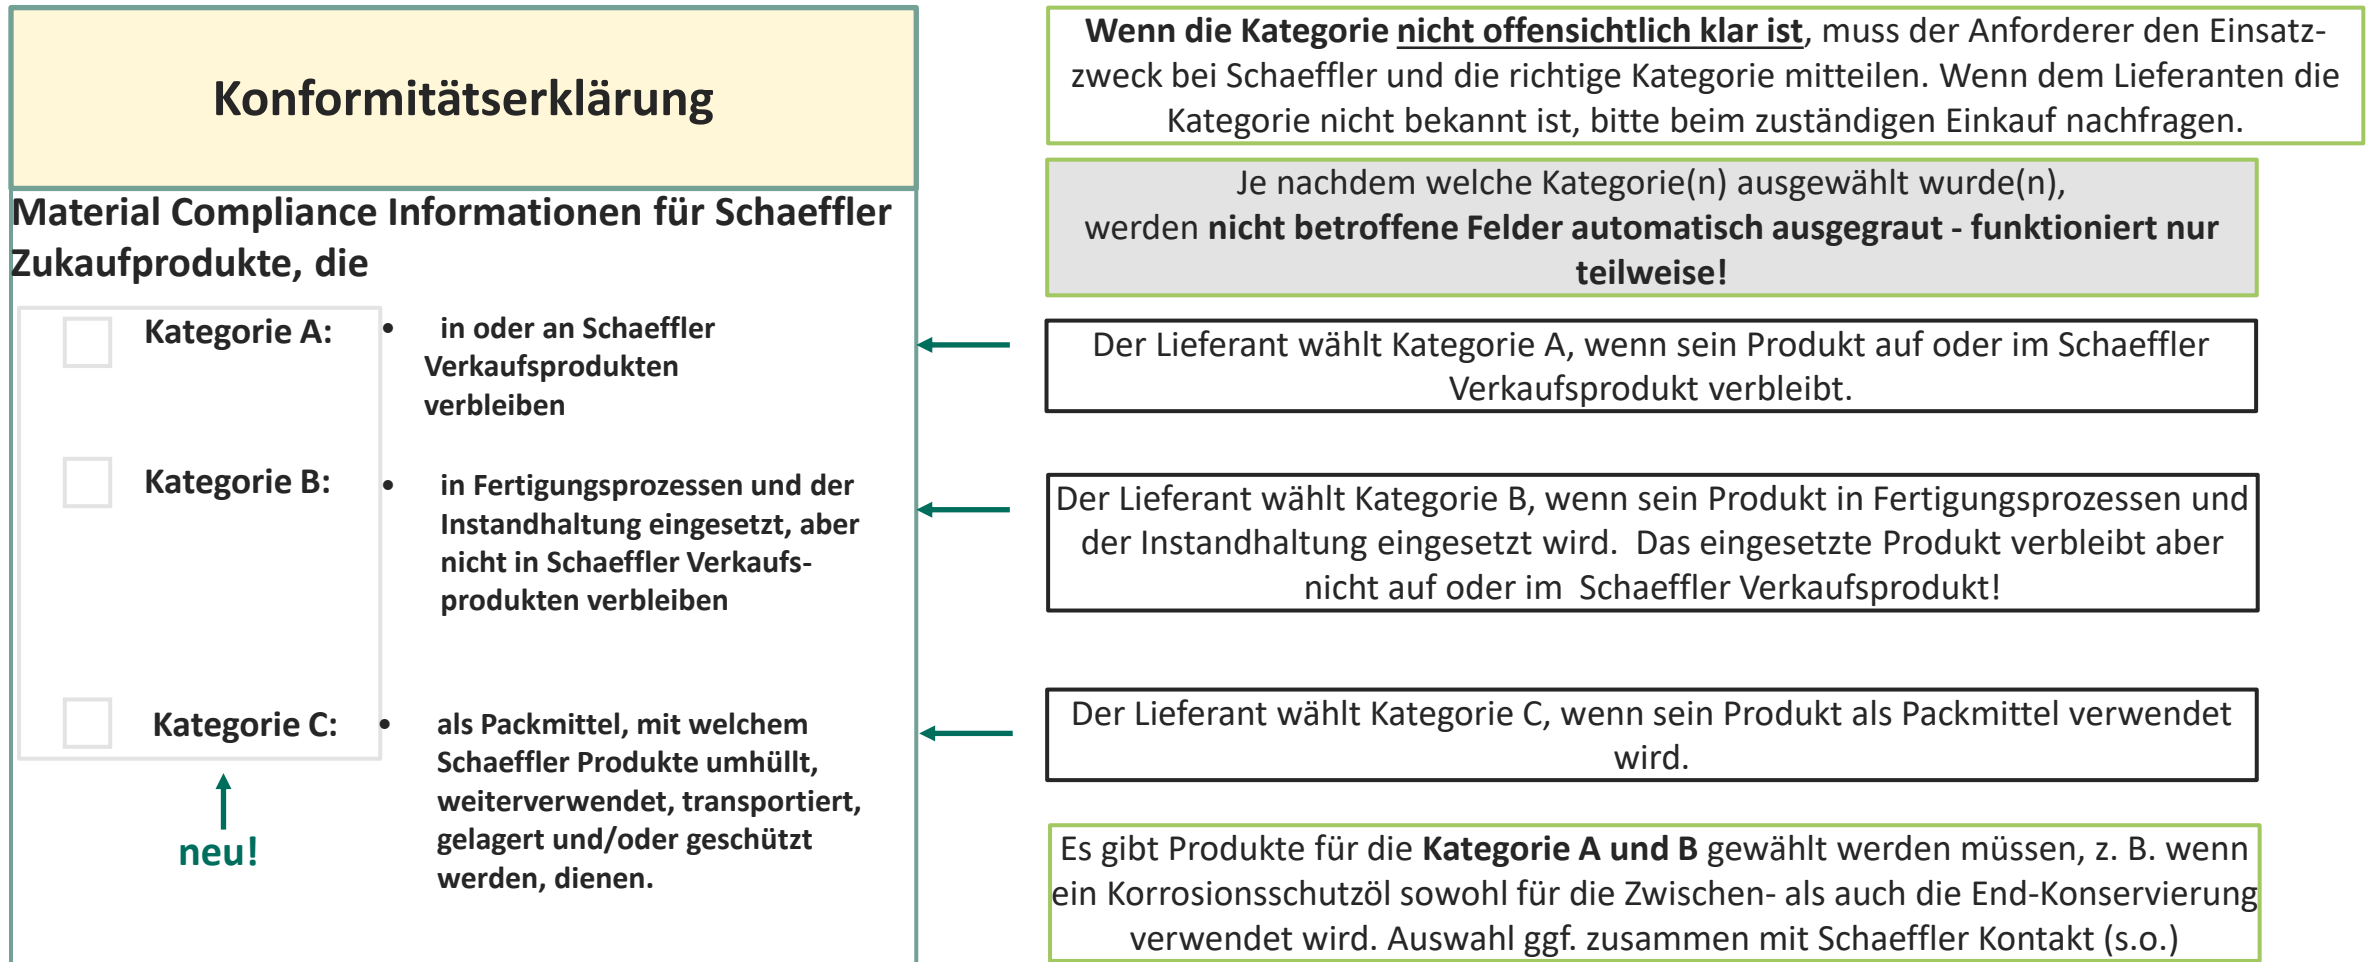 Konformitätserklärung
Material Compliance Informationen für Schaeffler
Zukaufprodukte, die
Kategorie A:
• in oder an Schaeffler
Verkaufsprodukten
verbleiben
Kategorie B:
• in Fertigungsprozessen und der
Instandhaltung eingesetzt, aber
nicht in Schaeffler Verkaufs-
produkten verbleiben
Kategorie C:
• als Packmittel, mit welchem
Schaeffler Produkte umhüllt,
weiterverwendet, transportiert,
gelagert und/oder geschützt
werden, dienen.
neu!
Wenn die Kategorie nicht offensichtlich klar ist, muss der Anforderer den Einsatz-
zweck bei Schaeffler und die richtige Kategorie mitteilen. Wenn dem Lieferanten die
Kategorie nicht bekannt ist, bitte beim zuständigen Einkauf nachfragen.
Je nachdem welche Kategorie(n) ausgewählt wurde(n),
werden nicht betroffene Felder automatisch ausgegraut - funktioniert nur
teilweise!
Der Lieferant wählt Kategorie A, wenn sein Produkt auf oder im Schaeffler
Verkaufsprodukt verbleibt.
Der Lieferant wählt Kategorie B, wenn sein Produkt in Fertigungsprozessen und
der Instandhaltung eingesetzt wird. Das eingesetzte Produkt verbleibt aber
nicht auf oder im Schaeffler Verkaufsprodukt!
Der Lieferant wählt Kategorie C, wenn sein Produkt als Packmittel verwendet
wird.
Es gibt Produkte für die Kategorie A und B gewählt werden müssen, z. B. wenn
ein Korrosionsschutzöl sowohl für die Zwischen- als auch die End-Konservierung
verwendet wird. Auswahl ggf. zusammen mit Schaeffler Kontakt (s.o.)